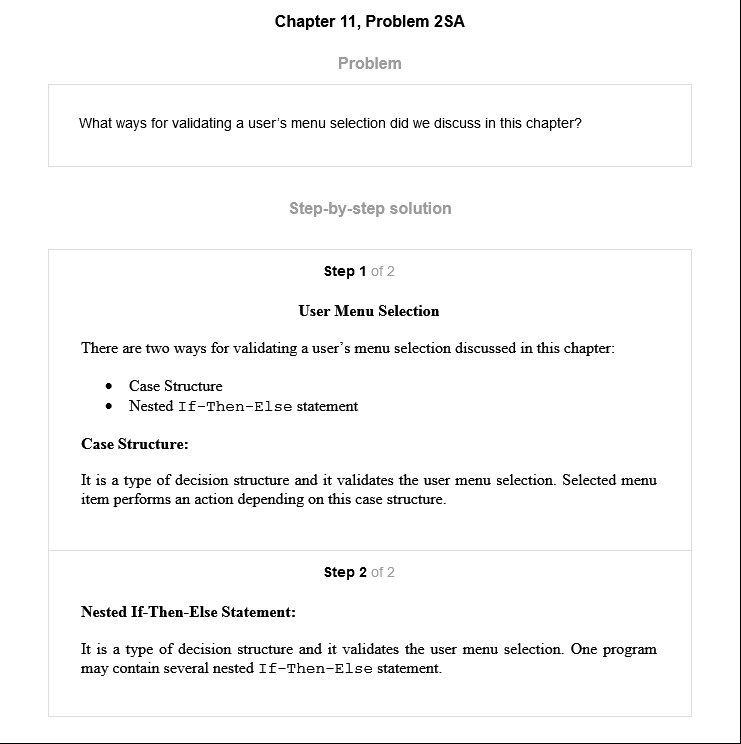 Chapter 11, Problem 2SA
Problem
What ways for validating a user’s menu selection did we discuss in this chapter?
Step-by-step solution
Step 1 of 2
User Menu Selection
There are two ways for validating a user’s menu selection discussed in this chapter:
• Case Structure
• Nested If-Then-Else statement
Case Structure:
It is a type of decision structure and it validates the user menu selection. Selected menu
item performs an action depending on this case structure.
Step 2 of 2
Nested If-Then-Else Statement:
It is a type of decision structure and it validates the user menu selection. One program
may contain several nested If-Then-Else statement.